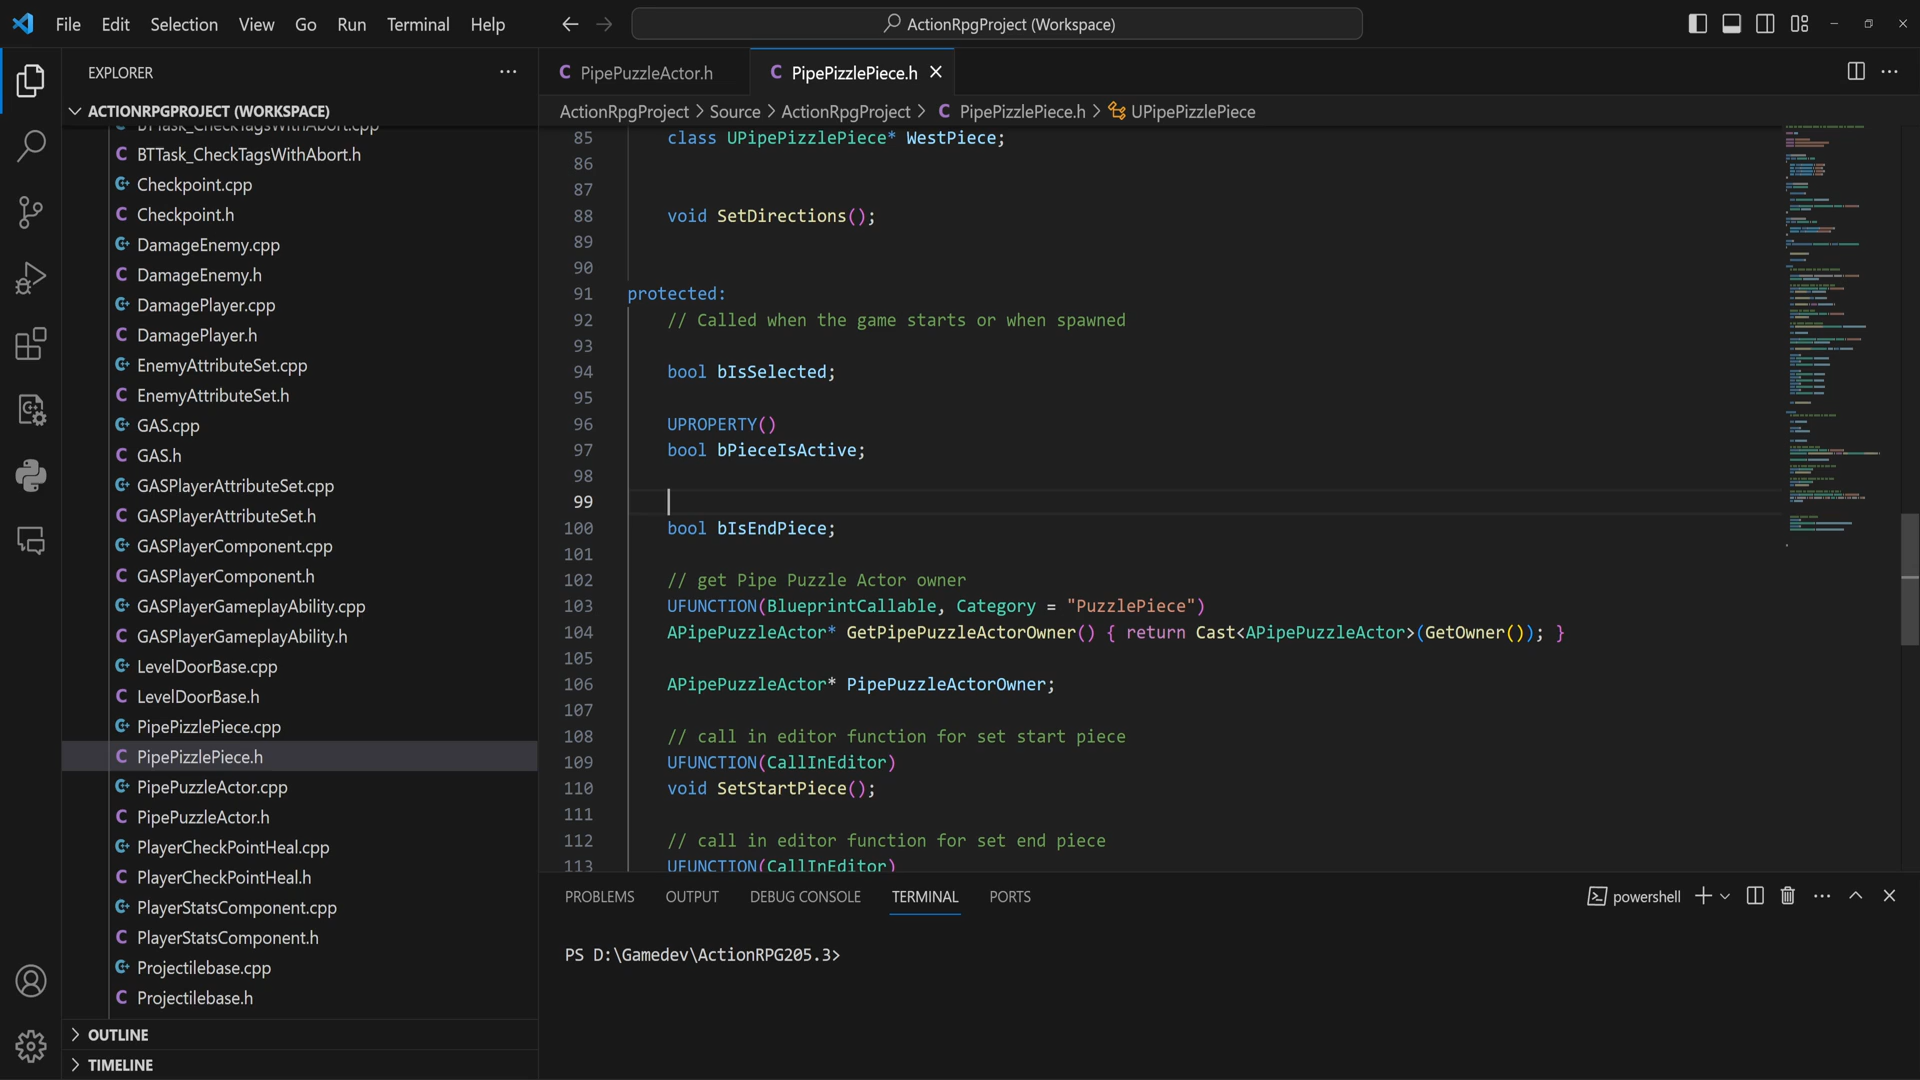 File Edit Selection View Go Run Terminal Help
ActionRpgProject (Workspace)
EXPLORER
ACTIONRPGPROJECT (WORKSPACE)
BTTask_CheckTagsWithAbort.cpp
BTTask_CheckTagsWithAbort.h
Checkpoint.cpp
Checkpoint.h
DamageEnemy.cpp
DamageEnemy.h
DamagePlayer.cpp
DamagePlayer.h
EnemyAttributeSet.cpp
EnemyAttributeSet.h
GAS.cpp
GAS.h
GASPlayerAttributeSet.cpp
GASPlayerAttributeSet.h
GASPlayerComponent.cpp
GASPlayerComponent.h
GASPlayerGameplayAbility.cpp
GASPlayerGameplayAbility.h
LevelDoorBase.cpp
LevelDoorBase.h
PipePizzlePiece.cpp
PipePizzlePiece.h
PipePuzzleActor.cpp
PipePuzzleActor.h
PlayerCheckPointHeal.cpp
PlayerCheckPointHeal.h
PlayerStatsComponent.cpp
PlayerStatsComponent.h
Projectilebase.cpp
Projectilebase.h
OUTLINE
TIMELINE
PipePuzzleActor.h
PipePizzlePiece.h
ActionRpgProject > Source > ActionRpgProject > C PipePizzlePiece.h > UPipePizzlePiece
85 class UPipePizzlePiece* WestPiece;
86
87
88 void SetDirections();
89
90
91 protected:
92 // Called when the game starts or when spawned
93
94 bool bIsSelected;
95
96 UPROPERTY()
97 bool bPieceIsActive;
98
99
100 bool bIsEndPiece;
101
102 // get Pipe Puzzle Actor owner
103 UFUNCTION(BlueprintCallable, Category = "PuzzlePiece")
104 APipePuzzleActor* GetPipePuzzleActorOwner() { return Cast<APipePuzzleActor>(GetOwner()); }
105
106 APipePuzzleActor* PipePuzzleActorOwner;
107
108 // call in editor function for set start piece
109 UFUNCTION(CallInEditor)
110 void SetStartPiece();
111
112 // call in editor function for set end piece
113 UFUNCTION(CallInEditor)
PROBLEMS OUTPUT DEBUG CONSOLE TERMINAL PORTS
powershell
PS D:\Gamedev\ActionRPG205.3>